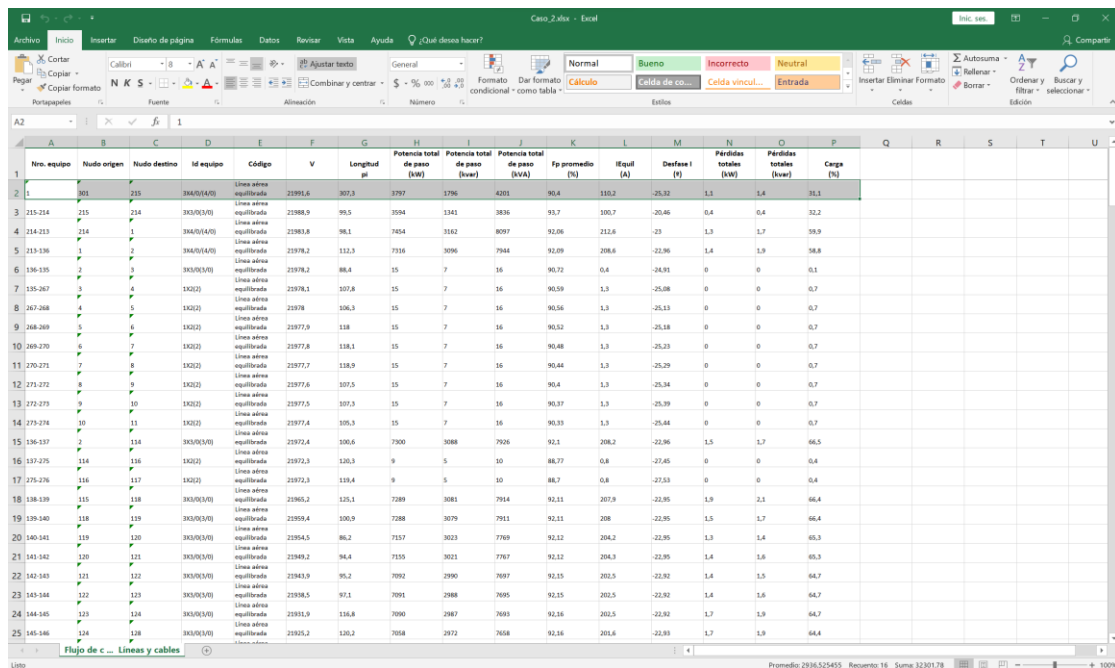 Caso_2.xlsx - Excel
Inic. ses.
Archivo Inicio Insertar Diseño de página Fórmulas Datos Revisar Vista Ayuda ¿Qué desea hacer? Compartir
Cortar
Copiar
Copiar formato
Pegar
Calibri 8
N K S
Ajustar texto
Combinar y centrar
General
$ % 000
Formato condicional
Dar formato como tabla
Normal Bueno Incorrecto Neutral
Cálculo Celda de co... Celda vincul... Entrada
Insertar Eliminar Formato
Autosuma
Rellenar
Borrar
Ordenar y filtrar
Buscar y seleccionar
Portapapeles Fuente Alineación Número Estilos Celdas Edición
A2 fx 1
A B C D E F G H I J K L M N O P Q R S T U
1 Nro. equipo Nudo origen Nudo destino Id equipo Código V Longitud pi Potencia total de paso (kW) Potencia total de paso (kvar) Potencia total de paso (kVA) Fp promedio (%) IEquil (A) Desfase I (º) Pérdidas totales (kW) Pérdidas totales (kvar) Carga (%)
2 1 301 215 3X4/0/(4/0) Línea aérea equilibrada 21991,6 307,3 3797 1796 4201 90,4 110,2 -25,32 1,1 1,4 31,1
3 215-214 215 214 3X3/0(3/0) Línea aérea equilibrada 21988,9 99,5 3594 1341 3836 93,7 100,7 -20,46 0,4 0,4 32,2
4 214-213 214 1 3X4/0/(4/0) Línea aérea equilibrada 21983,8 98,1 7454 3162 8097 92,06 212,6 -23 1,3 1,7 59,9
5 213-136 1 2 3X4/0/(4/0) Línea aérea equilibrada 21978,2 112,3 7316 3096 7944 92,09 208,6 -22,96 1,4 1,9 58,8
6 136-135 2 3 3X3/0(3/0) Línea aérea equilibrada 21978,2 88,4 15 7 16 90,72 0,4 -24,91 0 0 0,1
7 135-267 3 4 1X2(2) Línea aérea equilibrada 21978,1 107,8 15 7 16 90,59 1,3 -25,08 0 0 0,7
8 267-268 4 5 1X2(2) Línea aérea equilibrada 21978 106,3 15 7 16 90,56 1,3 -25,13 0 0 0,7
9 268-269 5 6 1X2(2) Línea aérea equilibrada 21977,9 118 15 7 16 90,52 1,3 -25,18 0 0 0,7
10 269-270 6 7 1X2(2) Línea aérea equilibrada 21977,8 118,1 15 7 16 90,48 1,3 -25,23 0 0 0,7
11 270-271 7 8 1X2(2) Línea aérea equilibrada 21977,7 118,9 15 7 16 90,44 1,3 -25,29 0 0 0,7
12 271-272 8 9 1X2(2) Línea aérea equilibrada 21977,6 107,5 15 7 16 90,4 1,3 -25,34 0 0 0,7
13 272-273 9 10 1X2(2) Línea aérea equilibrada 21977,5 107,3 15 7 16 90,37 1,3 -25,39 0 0 0,7
14 273-274 10 11 1X2(2) Línea aérea equilibrada 21977,4 105,3 15 7 16 90,33 1,3 -25,44 0 0 0,7
15 136-137 2 114 3X3/0(3/0) Línea aérea equilibrada 21972,4 100,6 7300 3088 7926 92,1 208,2 -22,96 1,5 1,7 66,5
16 137-275 114 116 1X2(2) Línea aérea equilibrada 21972,3 120,3 9 5 10 88,77 0,8 -27,45 0 0 0,4
17 275-276 116 117 1X2(2) Línea aérea equilibrada 21972,3 119,4 9 5 10 88,7 0,8 -27,53 0 0 0,4
18 138-139 115 118 3X3/0(3/0) Línea aérea equilibrada 21965,2 125,1 7289 3081 7914 92,11 207,9 -22,95 1,9 2,1 66,4
19 139-140 118 119 3X3/0(3/0) Línea aérea equilibrada 21959,4 100,9 7288 3079 7911 92,11 208 -22,95 1,5 1,7 66,4
20 140-141 119 120 3X3/0(3/0) Línea aérea equilibrada 21954,5 86,2 7157 3023 7769 92,12 204,2 -22,95 1,3 1,4 65,3
21 141-142 120 121 3X3/0(3/0) Línea aérea equilibrada 21949,2 94,4 7155 3021 7767 92,12 204,3 -22,95 1,4 1,6 65,3
22 142-143 121 122 3X3/0(3/0) Línea aérea equilibrada 21943,9 95,2 7092 2990 7697 92,15 202,5 -22,92 1,4 1,5 64,7
23 143-144 122 123 3X3/0(3/0) Línea aérea equilibrada 21938,5 97,1 7091 2988 7695 92,15 202,5 -22,92 1,4 1,6 64,7
24 144-145 123 124 3X3/0(3/0) Línea aérea equilibrada 21931,9 116,8 7090 2987 7693 92,16 202,5 -22,92 1,7 1,9 64,7
25 145-146 124 128 3X3/0(3/0) Línea aérea equilibrada 21925,2 120,2 7058 2972 7658 92,16 201,6 -22,93 1,7 1,9 64,4
Flujo de c ... Lineas y cables
Listo Promedio: 2936,525455 Recuento: 16 Suma: 32301,78 100%